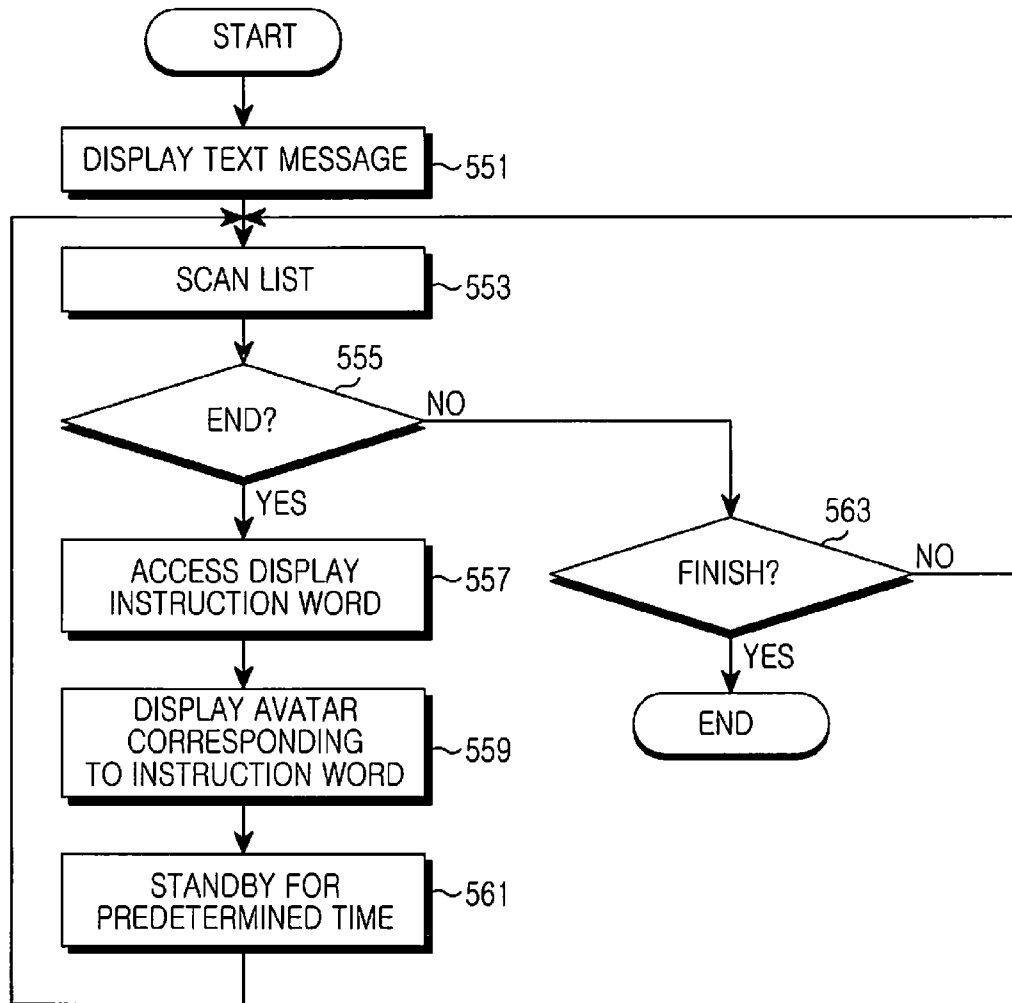 START
DISPLAY TEXT MESSAGE
551
SCAN LIST
553
555
END?
NO
YES
ACCESS DISPLAY
INSTRUCTION WORD
557
563
FINISH?
NO
YES
END
DISPLAY AVATAR
CORRESPONDING
TO INSTRUCTION WORD
559
STANDBY FOR
PREDETERMINED TIME
561